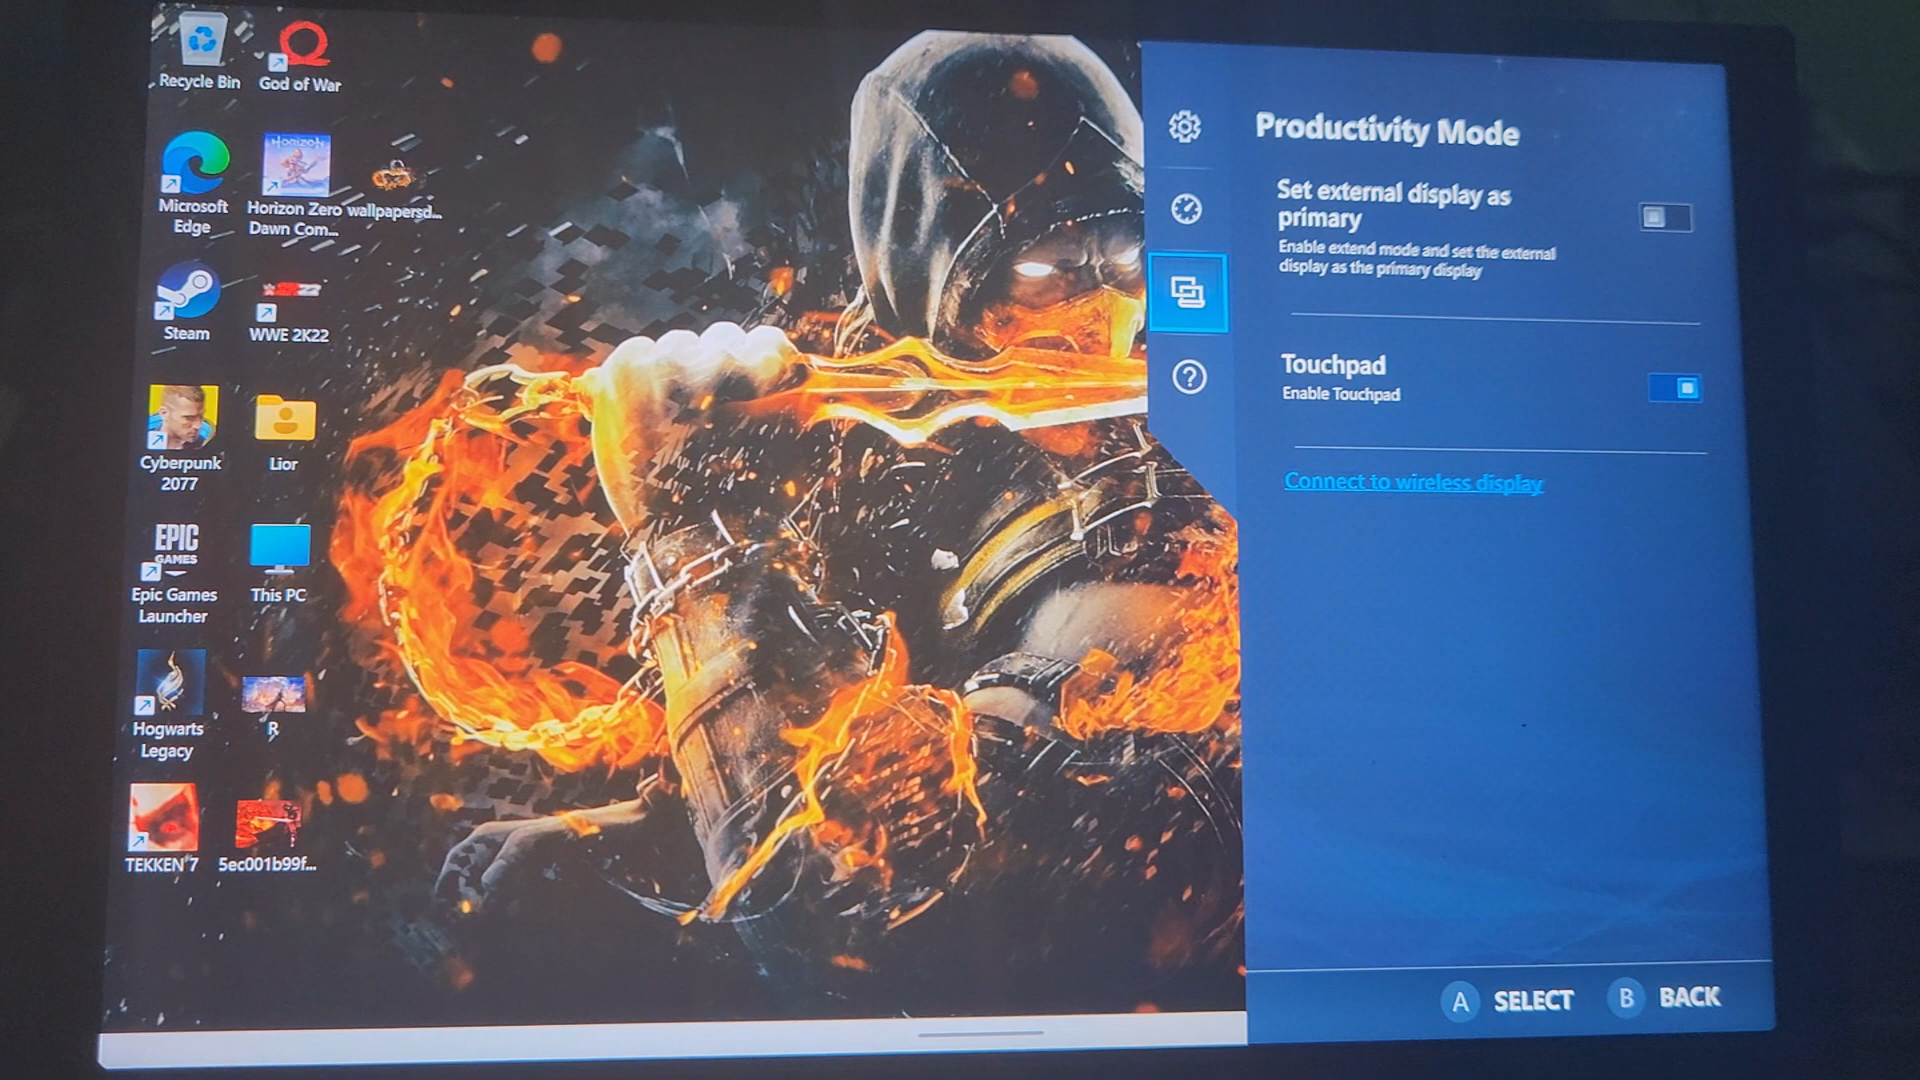 Recycle Bin
God of War
Microsoft
Edge
HORIZON
Horizon Zero
Dawn Com...
wallpapersd...
Steam
2K22
WWE 2K22
Cyberpunk
2077
Lior
EPIC
GAMES
Epic Games
Launcher
This PC
Hogwarts
Legacy
R
TEKKEN 7
5ec001b99f...
Productivity Mode
Set external display as
primary
Enable extend mode and set the external
display as the primary display
Touchpad
Enable Touchpad
Connect to wireless display
A SELECT
B BACK